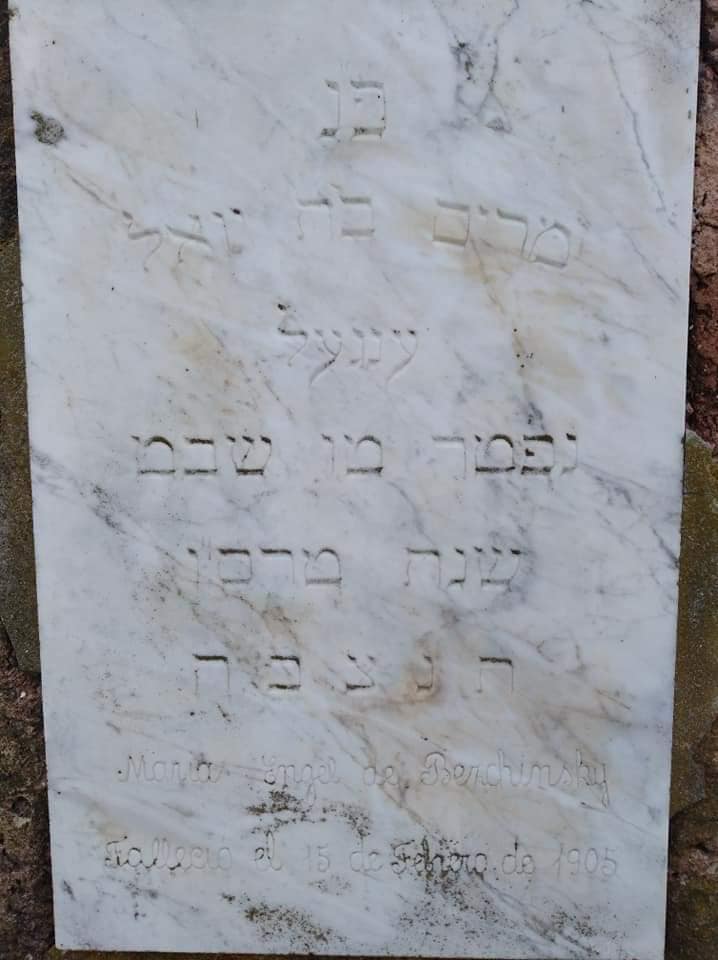 פנ
מרים בת יואל
ענגעל
נפטר טו שבט
שנת טרס"ו
ת נ צ ב ה
Maria Engel de Berchinsky
Fallecio el 15 de Febrero de 1905